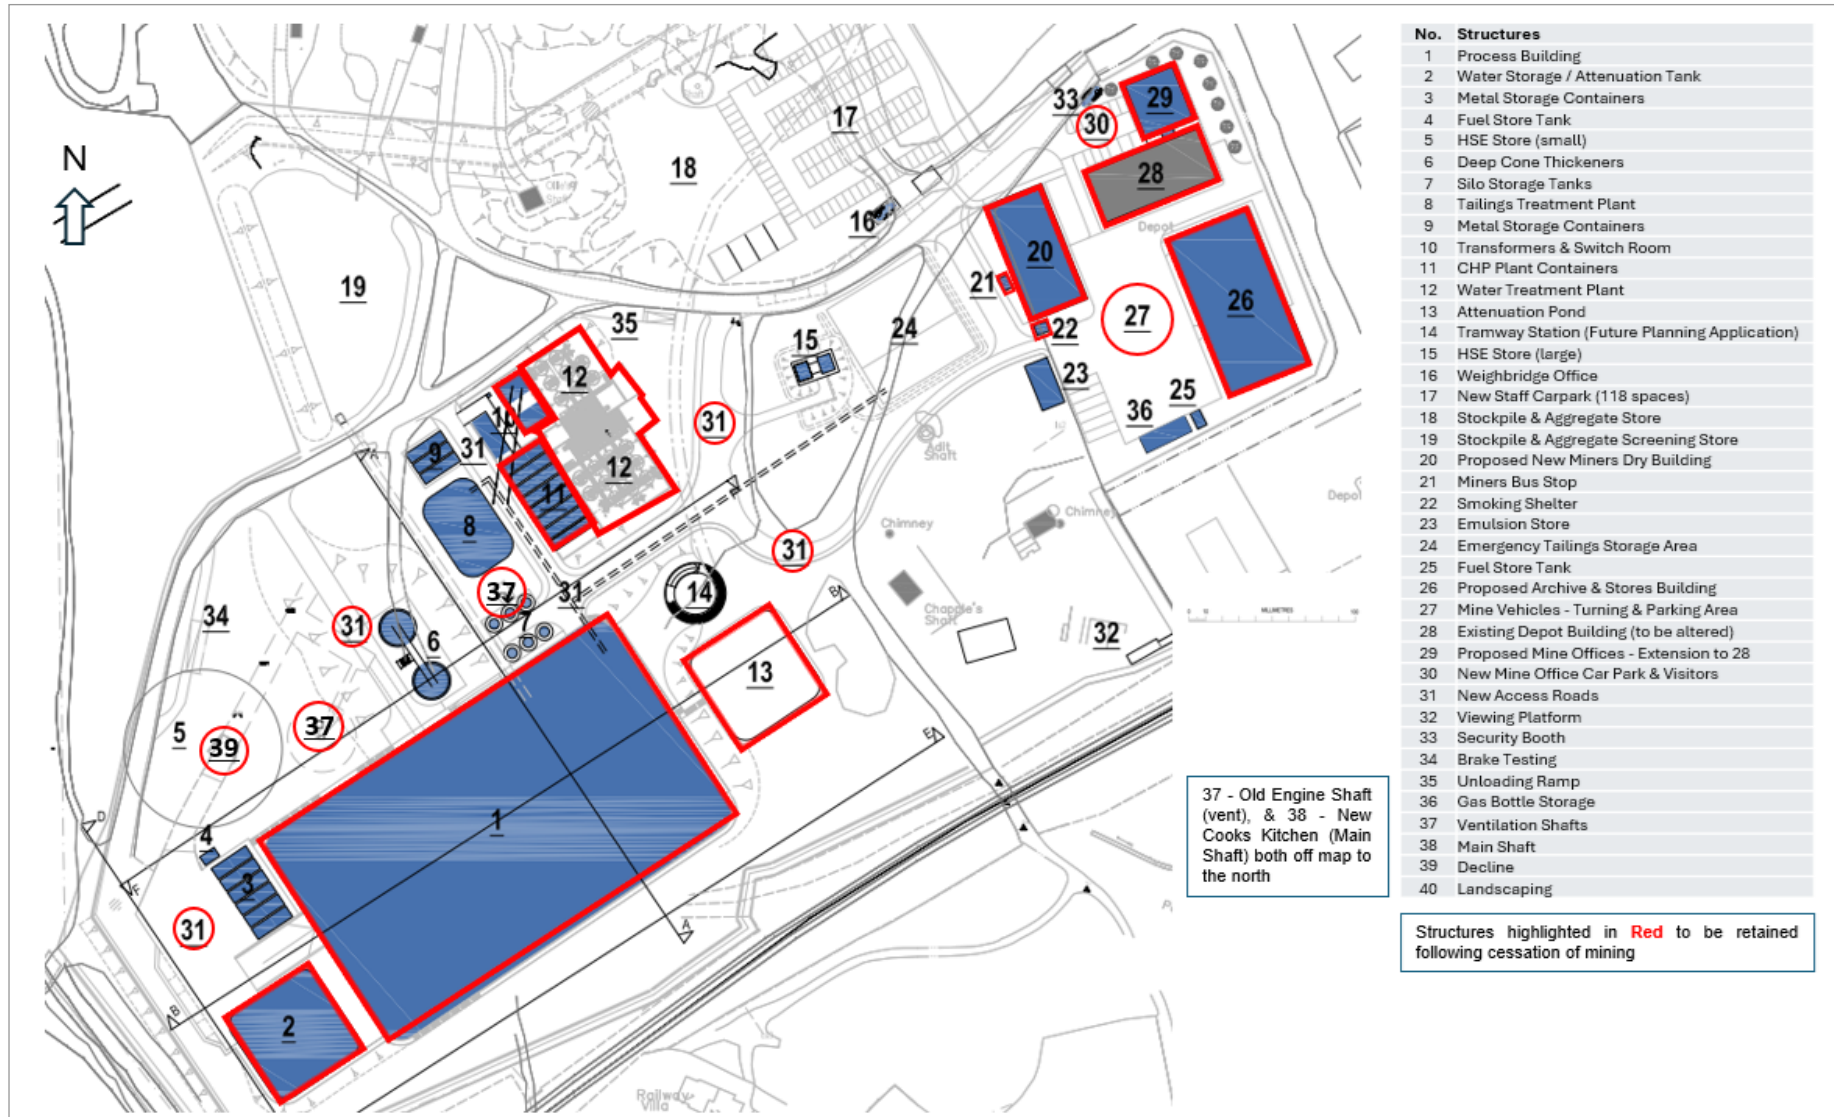 N
33
29
30
28
17
18
16
Depot
20
19
21
27
26
24
35
22
15
12
23
25
36
31
10
31
9
12
11
Adit
Shaft
8
Chimney
Chimney
31
37
31
14
34
31
7
Chapple's
Shaft
32
6
13
B
37
5
39
E
1
D
4
F
3
31
A
B
2
Railway
Villa
MILLIMETRES
No. Structures
1 Process Building
2 Water Storage / Attenuation Tank
3 Metal Storage Containers
4 Fuel Store Tank
5 HSE Store (small)
6 Deep Cone Thickeners
7 Silo Storage Tanks
8 Tailings Treatment Plant
9 Metal Storage Containers
10 Transformers & Switch Room
11 CHP Plant Containers
12 Water Treatment Plant
13 Attenuation Pond
14 Tramway Station (Future Planning Application)
15 HSE Store (large)
16 Weighbridge Office
17 New Staff Carpark (118 spaces)
18 Stockpile & Aggregate Store
19 Stockpile & Aggregate Screening Store
20 Proposed New Miners Dry Building
21 Miners Bus Stop
22 Smoking Shelter
23 Emulsion Store
24 Emergency Tailings Storage Area
25 Fuel Store Tank
26 Proposed Archive & Stores Building
27 Mine Vehicles - Turning & Parking Area
28 Existing Depot Building (to be altered)
29 Proposed Mine Offices - Extension to 28
30 New Mine Office Car Park & Visitors
31 New Access Roads
32 Viewing Platform
33 Security Booth
34 Brake Testing
35 Unloading Ramp
36 Gas Bottle Storage
37 Ventilation Shafts
38 Main Shaft
39 Decline
40 Landscaping
37 - Old Engine Shaft
(vent), & 38 - New
Cooks Kitchen (Main
Shaft) both off map to
the north
Structures highlighted in Red to be retained
following cessation of mining